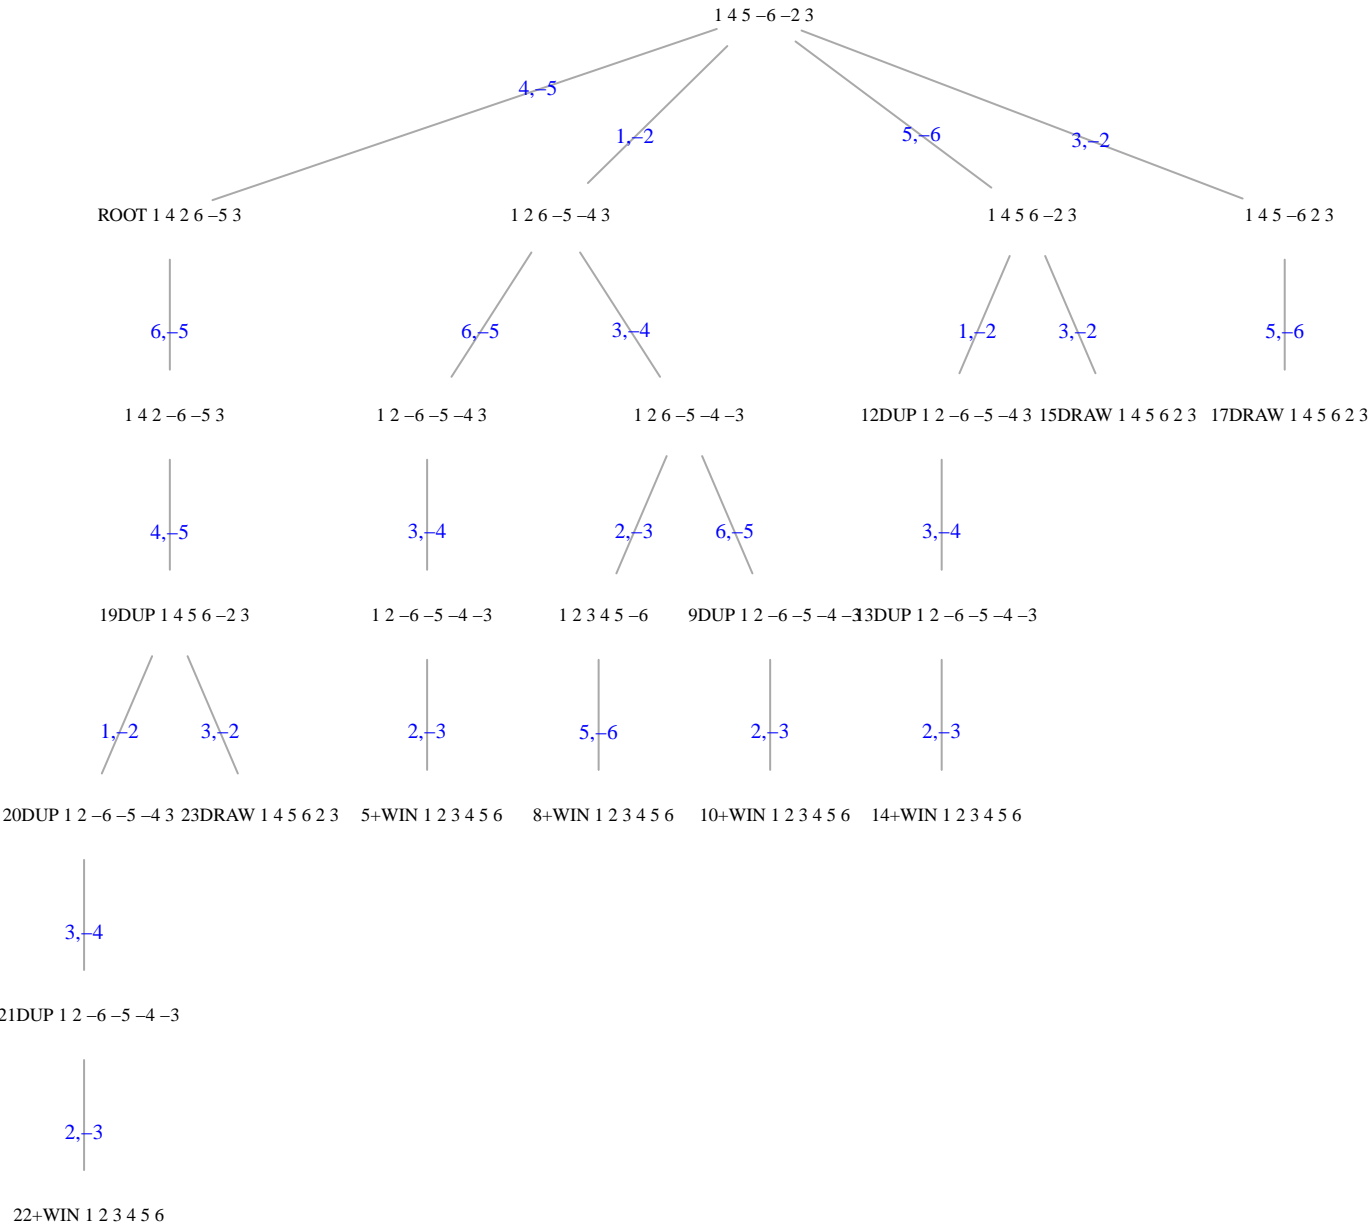 1 4 5 –6 –2 3
4,–5
1,–2
5,–6
3,–2
ROOT 1 4 2 6 –5 3
1 2 6 –5 –4 3
1 4 5 6 –2 3
1 4 5 –6 2 3
6,–5
6,–5
3,–4
1,–2
3,–2
5,–6
1 4 2 –6 –5 3
1 2 –6 –5 –4 3
1 2 6 –5 –4 –3
12DUP 1 2 –6 –5 –4 3
15DRAW 1 4 5 6 2 3
17DRAW 1 4 5 6 2 3
4,–5
3,–4
2,–3
6,–5
3,–4
19DUP 1 4 5 6 –2 3
1 2 –6 –5 –4 –3
1 2 3 4 5 –6
9DUP 1 2 –6 –5 –4 –3
13DUP 1 2 –6 –5 –4 –3
1,–2
3,–2
2,–3
5,–6
2,–3
2,–3
20DUP 1 2 –6 –5 –4 3
23DRAW 1 4 5 6 2 3
5+WIN 1 2 3 4 5 6
8+WIN 1 2 3 4 5 6
10+WIN 1 2 3 4 5 6
14+WIN 1 2 3 4 5 6
3,–4
21DUP 1 2 –6 –5 –4 –3
2,–3
22+WIN 1 2 3 4 5 6